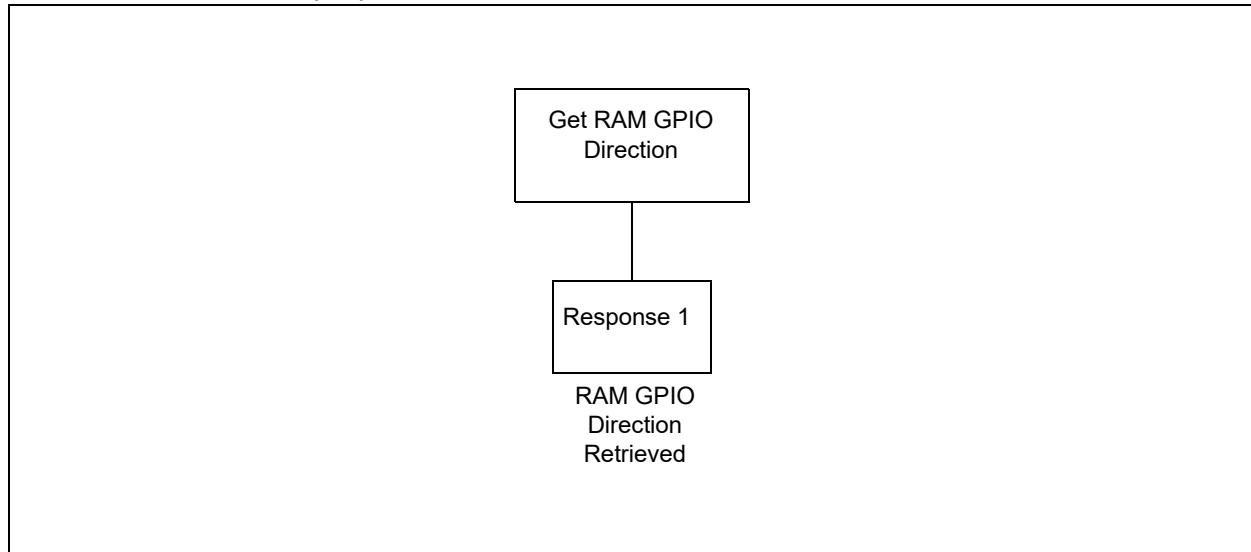 Get RAM GPIO
Direction
Response 1
RAM GPIO
Direction
Retrieved